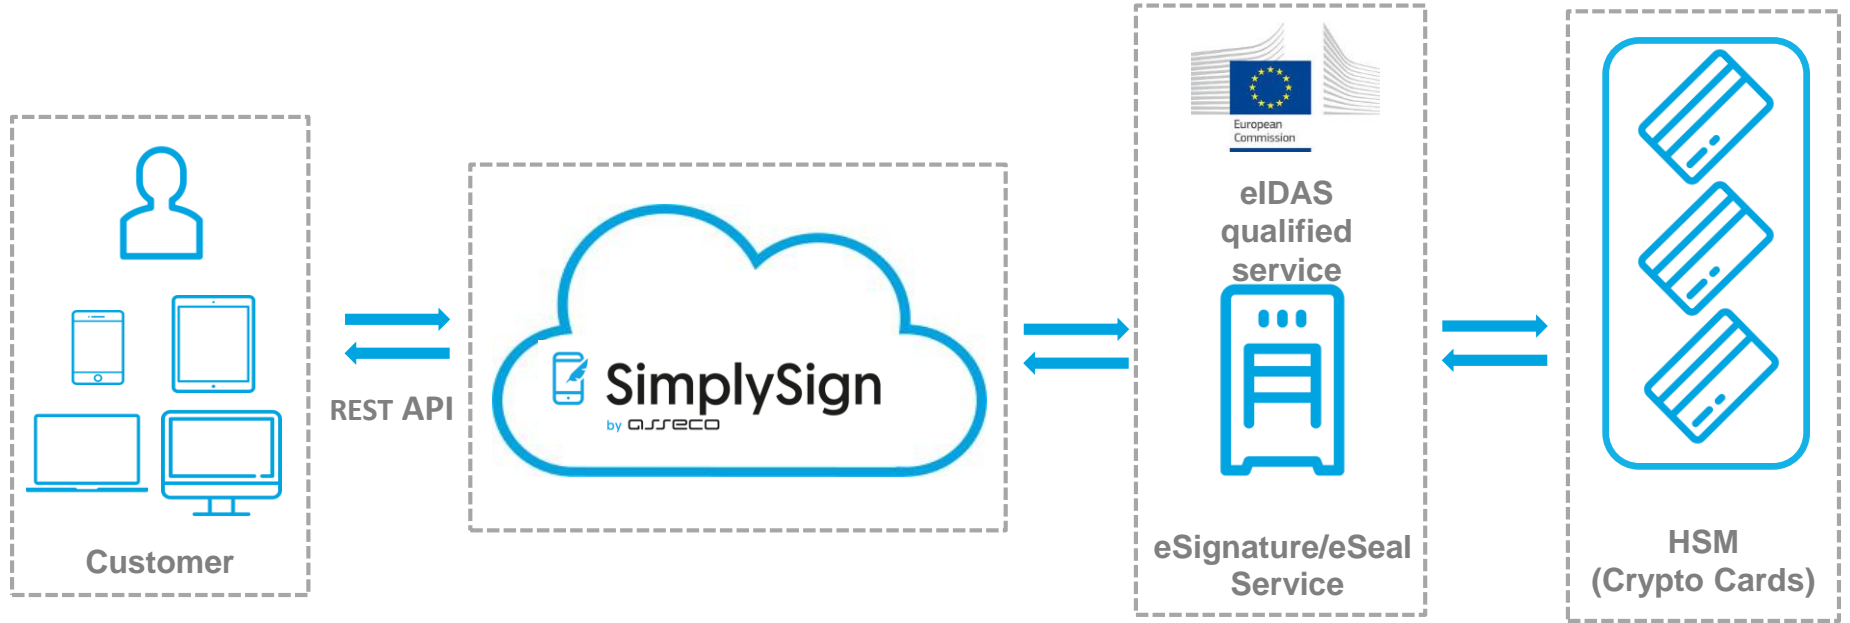 Customer
REST API
SimplySign
by asseco
European
Commission
eIDAS
qualified
service
eSignature/eSeal
Service
HSM
(Crypto Cards)